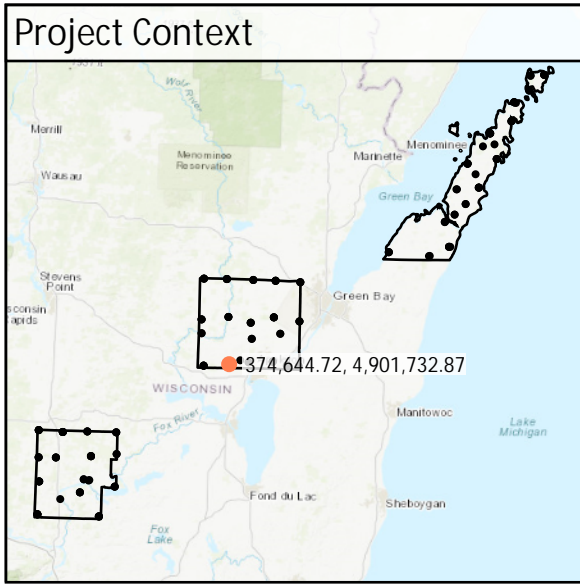 Project Context
Wolf
River
Merrill
Menominee
Reservation
Menominee
Marinette
Wausau
Green Bay
Stevens
Point
Green Bay
sconsin
Rapids
374,644.72, 4,901,732.87
WISCONSIN
Fox River
Manitowoc
Lake
Michigan
Fond du Lac
Sheboygan
Fox
Lake